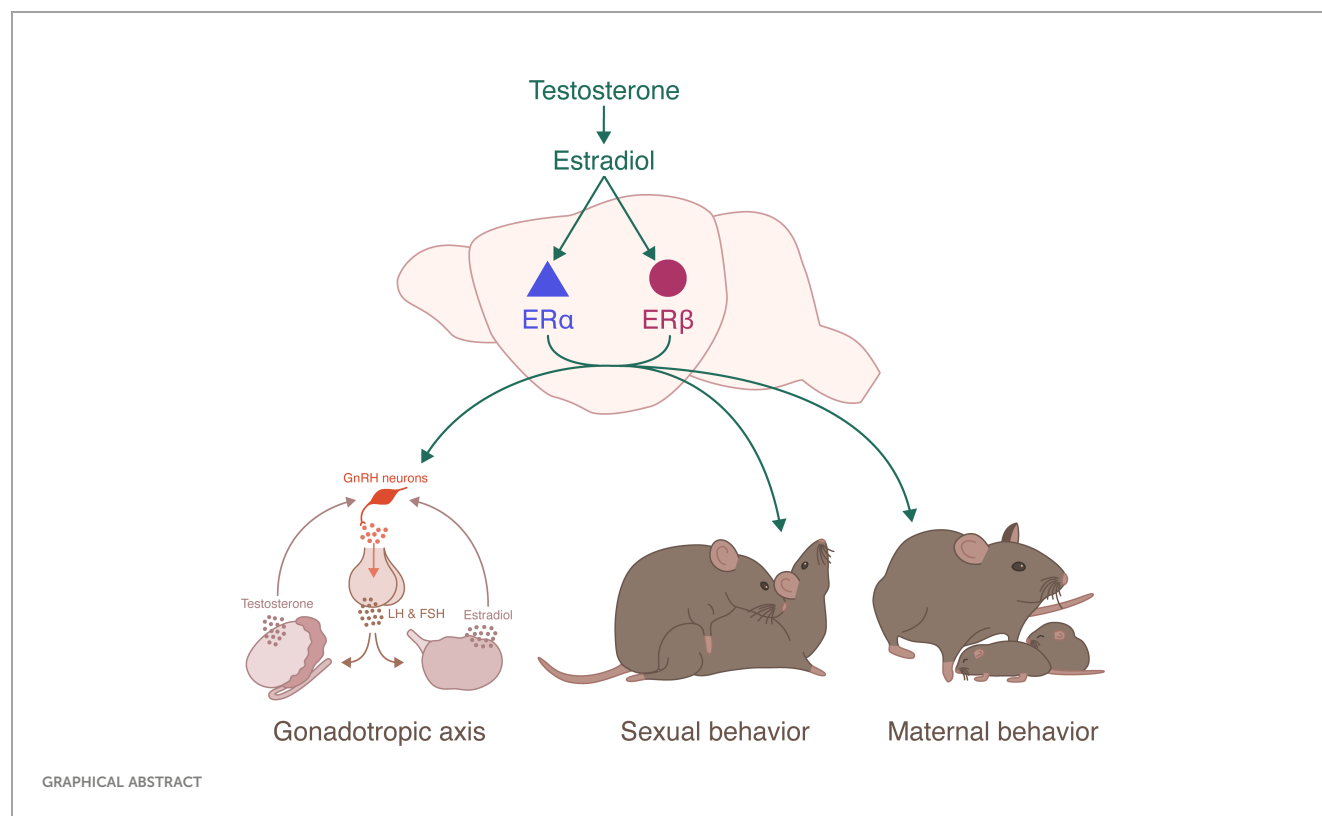 Testosterone
Estradiol
ERα
ERβ
GnRH neurons
Testosterone
LH & FSH
Estradiol
Gonadotropic axis
Sexual behavior
Maternal behavior
GRAPHICAL ABSTRACT